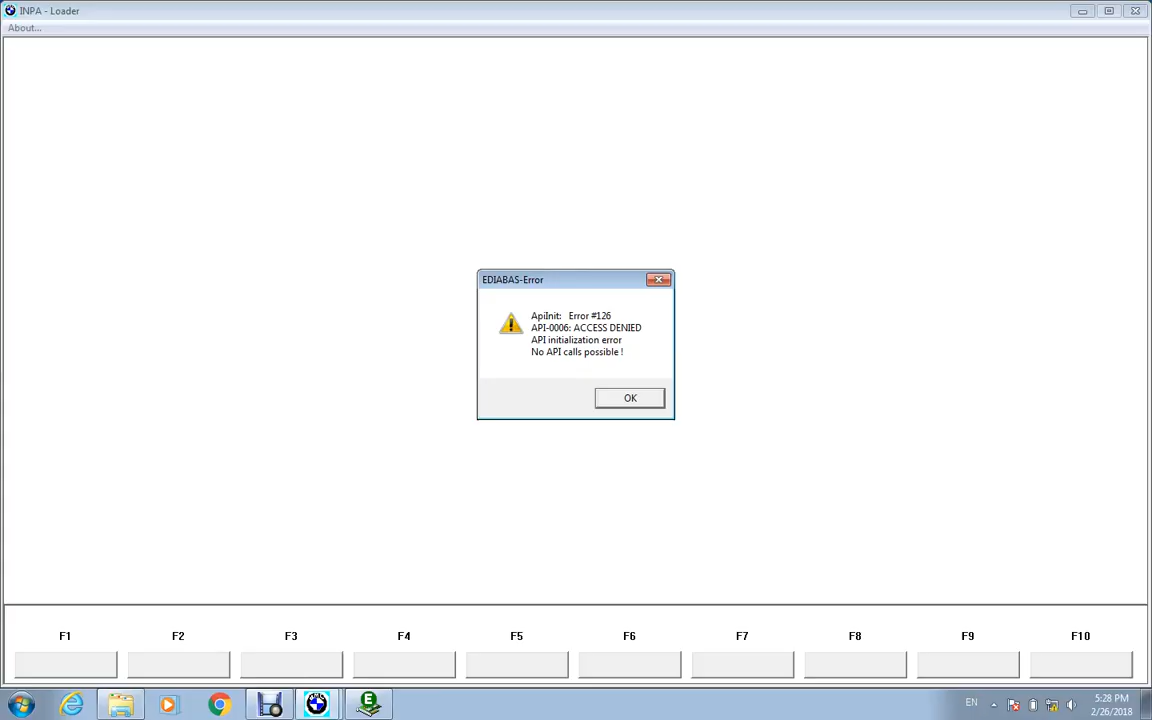 INPA - Loader
About...
EDIABAS-Error
ApiInit: Error #126
API-0006: ACCESS DENIED
API initialization error
No API calls possible !
OK
F1 F2 F3 F4 F5 F6 F7 F8 F9 F10
EN
5:28 PM
2/26/2018